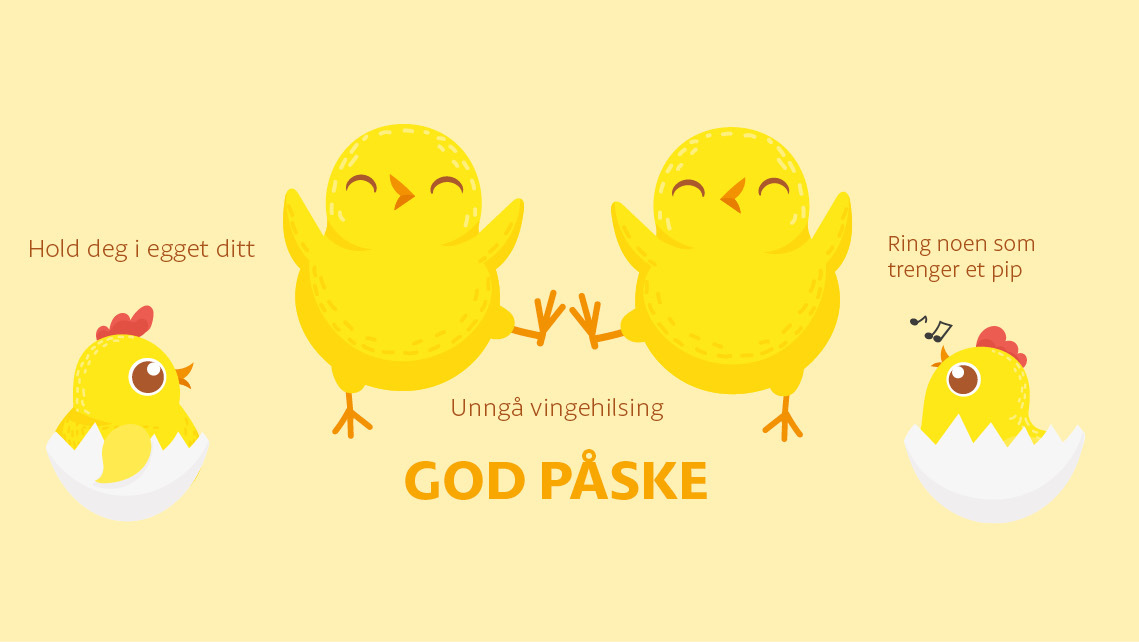 Hold deg i egget ditt
Ring noen som
trenger et pip
Unngå vingehilsing
GOD PÅSKE